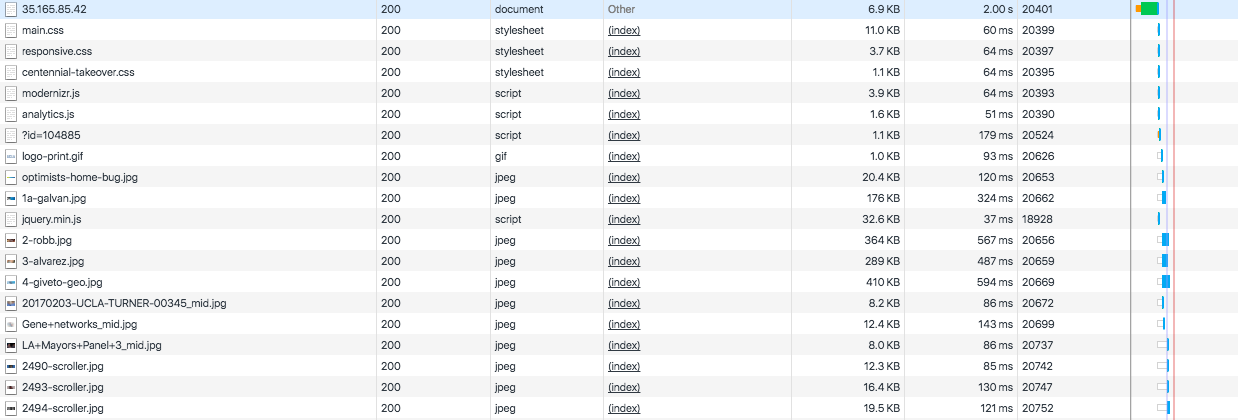 35.165.85.42 200 document Other 6.9 KB 2.00 s 20401
main.css 200 stylesheet (index) 11.0 KB 60 ms 20399
responsive.css 200 stylesheet (index) 3.7 KB 64 ms 20397
centennial-takeover.css 200 stylesheet (index) 1.1 KB 64 ms 20395
modernizr.js 200 script (index) 3.9 KB 64 ms 20393
analytics.js 200 script (index) 1.6 KB 51 ms 20390
?id=104885 200 script (index) 1.1 KB 179 ms 20524
logo-print.gif 200 gif (index) 1.0 KB 93 ms 20626
optimists-home-bug.jpg 200 jpeg (index) 20.4 KB 120 ms 20653
1a-galvan.jpg 200 jpeg (index) 176 KB 324 ms 20662
jquery.min.js 200 script (index) 32.6 KB 37 ms 18928
2-robb.jpg 200 jpeg (index) 364 KB 567 ms 20656
3-alvarez.jpg 200 jpeg (index) 289 KB 487 ms 20659
4-giveto-geo.jpg 200 jpeg (index) 410 KB 594 ms 20669
20170203-UCLA-TURNER-00345_mid.jpg 200 jpeg (index) 8.2 KB 86 ms 20672
Gene+networks_mid.jpg 200 jpeg (index) 12.4 KB 143 ms 20699
LA+Mayors+Panel+3_mid.jpg 200 jpeg (index) 8.0 KB 86 ms 20737
2490-scroller.jpg 200 jpeg (index) 12.3 KB 85 ms 20742
2493-scroller.jpg 200 jpeg (index) 16.4 KB 130 ms 20747
2494-scroller.jpg 200 jpeg (index) 19.5 KB 121 ms 20752